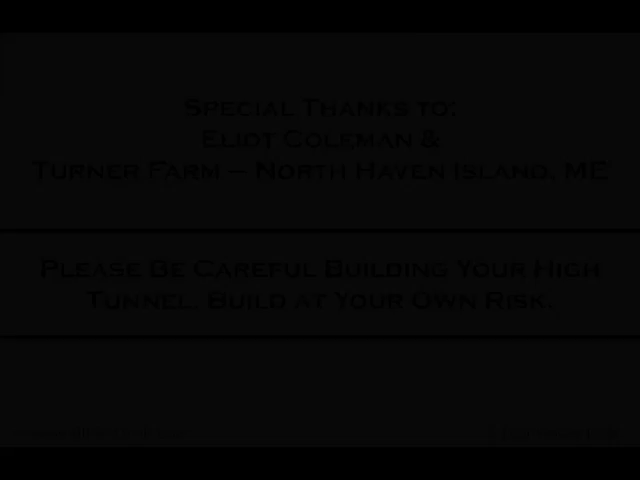 Special Thanks to:
Eliot Coleman &
Turner Farm – North Haven Island, ME
Please Be Careful Building Your High
Tunnel. Build at Your Own Risk.